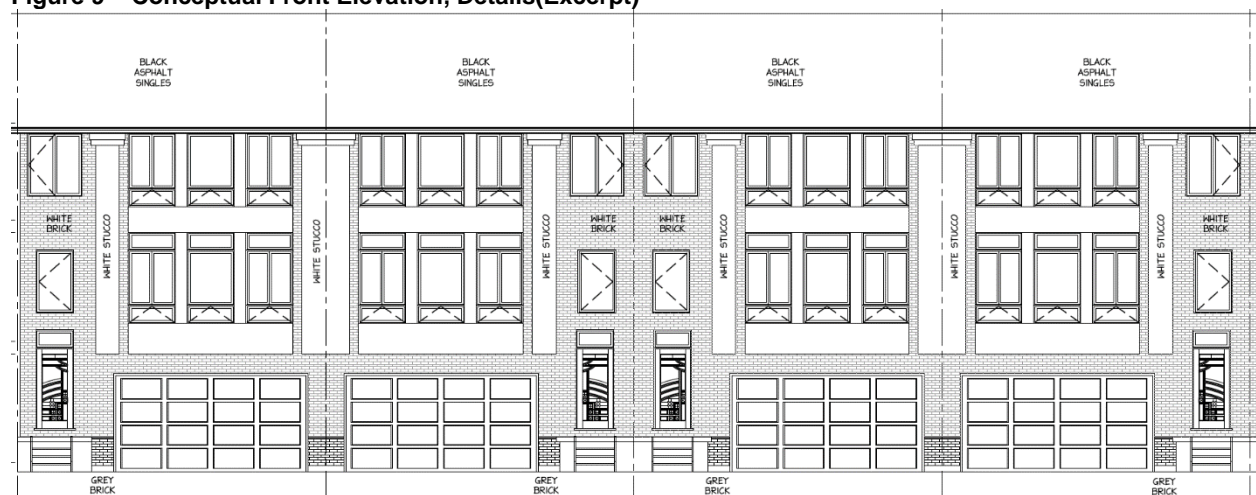 Figure 9 – Conceptual Front Elevation, Details(Excerpt)
BLACK
ASPHALT
SINGLES
BLACK
ASPHALT
SINGLES
BLACK
ASPHALT
SINGLES
BLACK
ASPHALT
SINGLES
WHITE
BRICK
WHITE STUCCO
WHITE STUCCO
WHITE STUCCO
WHITE
BRICK
WHITE
BRICK
WHITE STUCCO
WHITE STUCCO
WHITE STUCCO
WHITE
BRICK
GREY
BRICK
GREY
BRICK
GREY
BRICK
GREY
BRICK